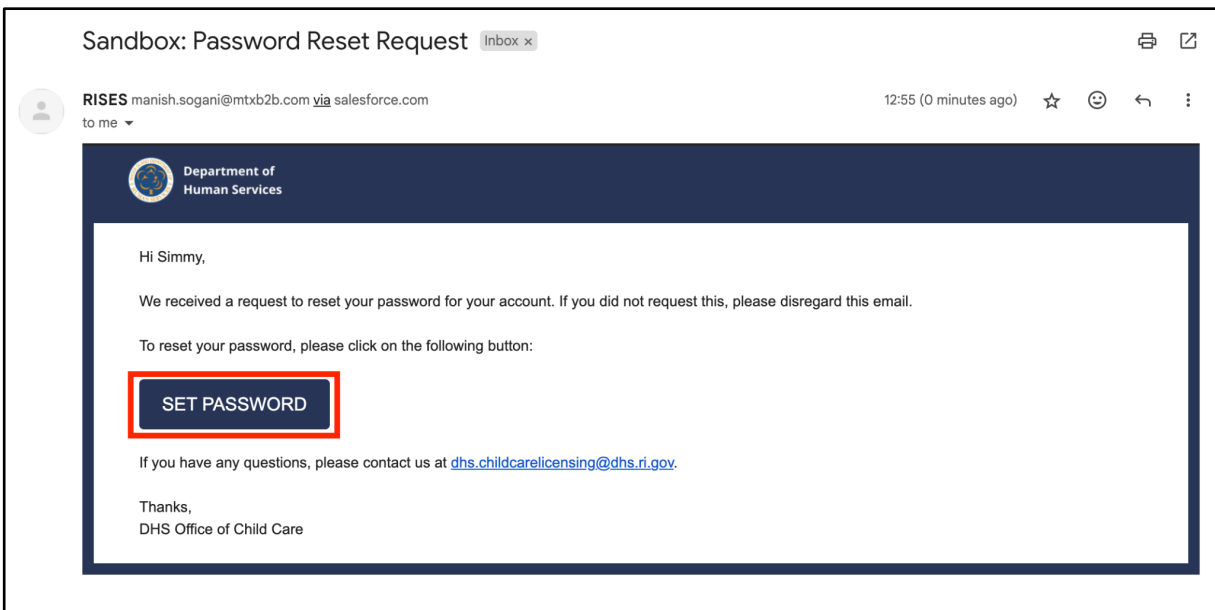 Sandbox: Password Reset Request Inbox ×
RISES manish.sogani@mtxb2b.com via salesforce.com 12:55 (0 minutes ago)
to me
Department of
Human Services
Hi Simmy,
We received a request to reset your password for your account. If you did not request this, please disregard this email.
To reset your password, please click on the following button:
SET PASSWORD
If you have any questions, please contact us at dhs.childcarelicensing@dhs.ri.gov.
Thanks,
DHS Office of Child Care